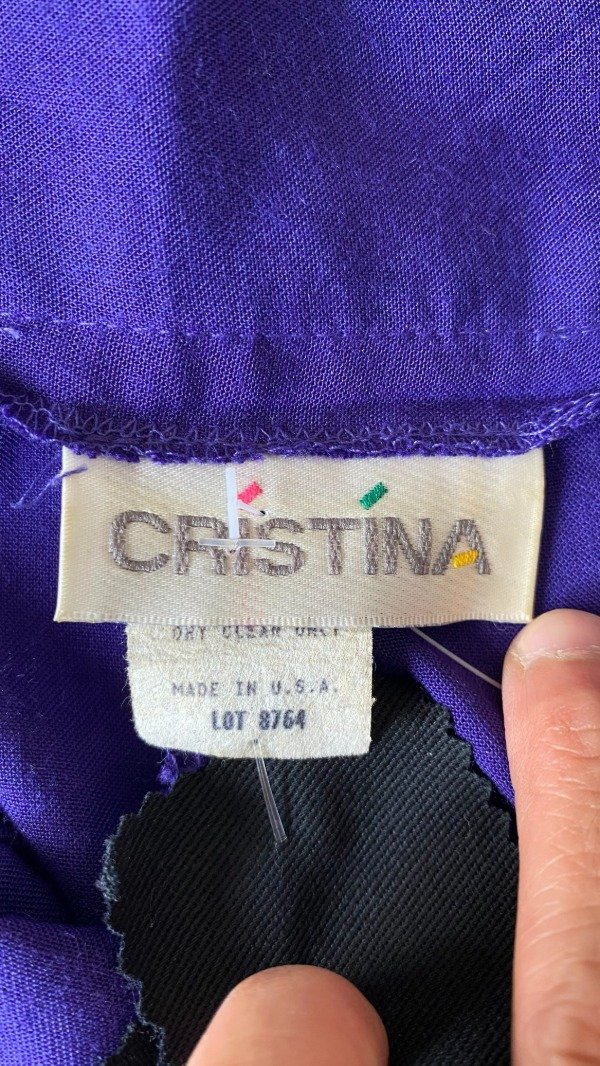 CRISTINA
DRY CLEAN ONLY
MADE IN U.S.A.
LOT 8764